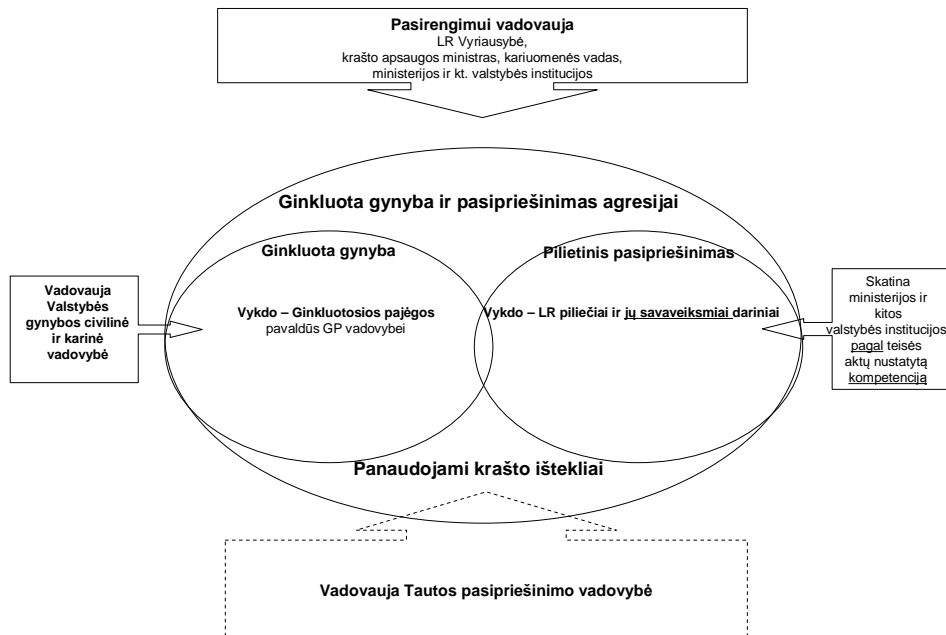 Pasirengimui vadovauja
LR Vyriausybė,
krašto apsaugos ministras, kariuomenės vadas,
ministerijos ir kt. valstybės institucijos
Ginkluota gynyba ir pasipriešinimas agresijai
Ginkluota gynyba
Pilietinis pasipriešinimas
Vadovauja
Valstybės
gynybos civilinė
ir karinė
vadovybė
Vykdo – Ginkluotosios pajėgos
pavaldūs GP vadovybei
Vykdo – LR piliečiai ir jų savaveiksmiai dariniai
Skatina
ministerijos ir
kitos
valstybės institucijos
pagal teisės
aktų nustatytą
kompetenciją
Panaudojami krašto ištekliai
Vadovauja Tautos pasipriešinimo vadovybė